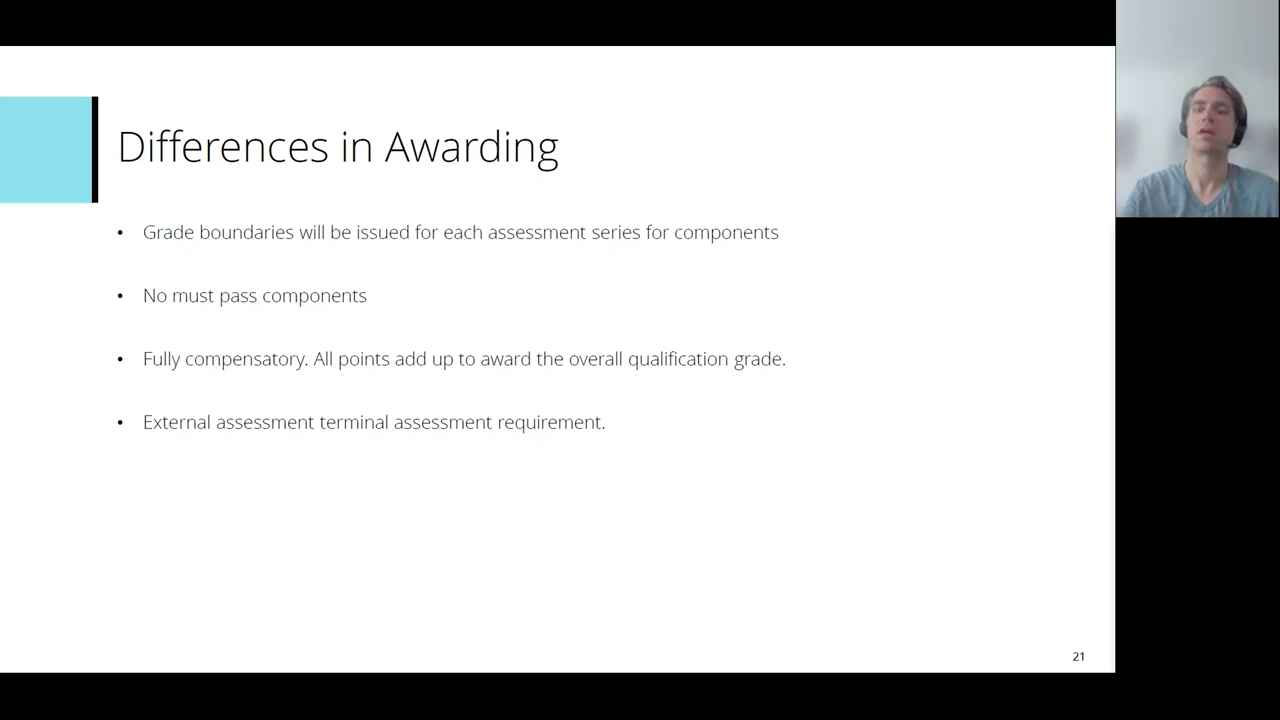 Differences in Awarding
• Grade boundaries will be issued for each assessment series for components
• No must pass components
• Fully compensatory. All points add up to award the overall qualification grade.
• External assessment terminal assessment requirement.
21